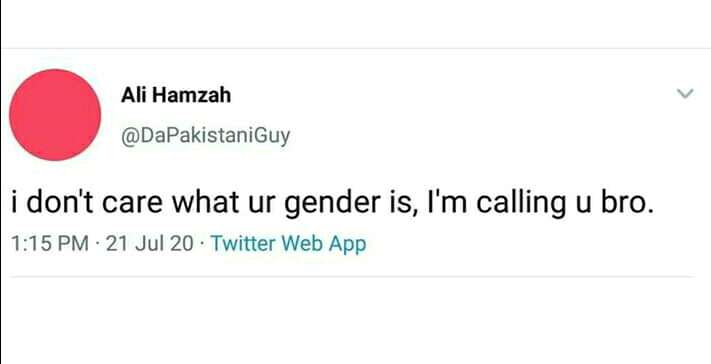 Ali Hamzah
@DaPakistaniGuy
i don't care what ur gender is, I'm calling u bro.
1:15 PM · 21 Jul 20 · Twitter Web App